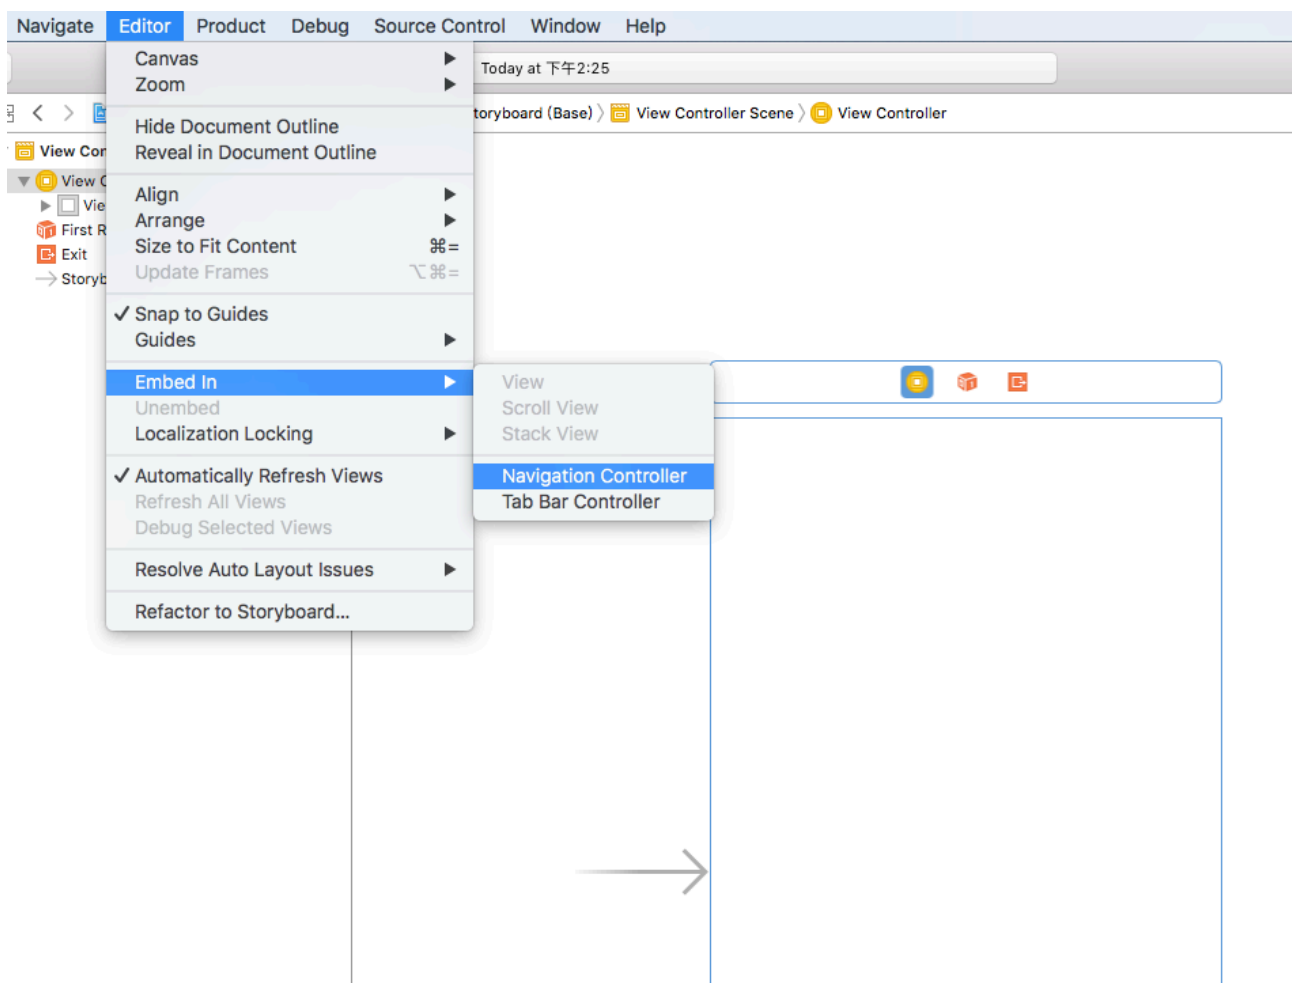 Navigate Editor Product Debug Source Control Window Help
Today at 下午2:25
(Base) 〉 View Controller Scene 〉 View Controller
View
View
First
Exit
Canvas
Zoom
Hide Document Outline
Reveal in Document Outline
Align
Arrange
Size to Fit Content ⌘=
Update Frames ⌥⌘=
✓ Snap to Guides
Guides
Embed In
Unembed
Localization Locking
✓ Automatically Refresh Views
Refresh All Views
Debug Selected Views
Resolve Auto Layout Issues
Refactor to Storyboard...
View
Scroll View
Stack View
Navigation Controller
Tab Bar Controller